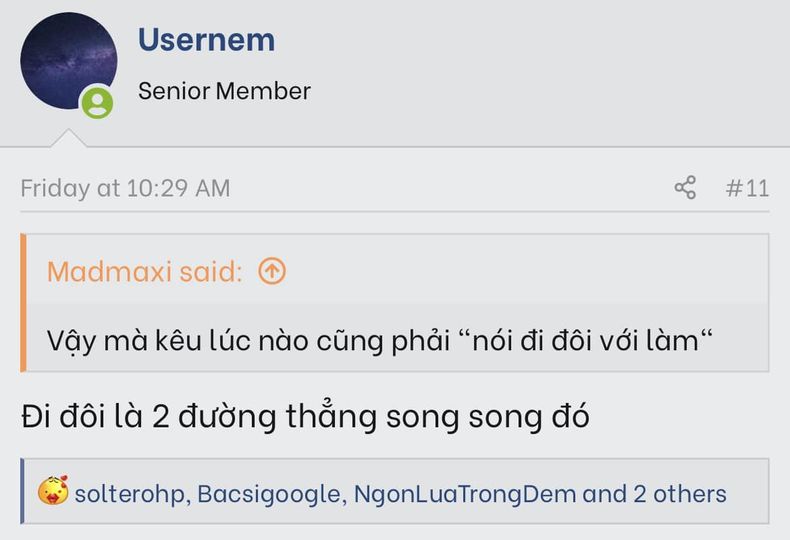 Usernem
Senior Member
Friday at 10:29 AM
#11
Madmaxi said:
Vậy mà kêu lúc nào cũng phải “nói đi đôi với làm“
Đi đôi là 2 đường thẳng song song đó
solterohp, Bacsigoogle, NgonLuaTrongDem and 2 others